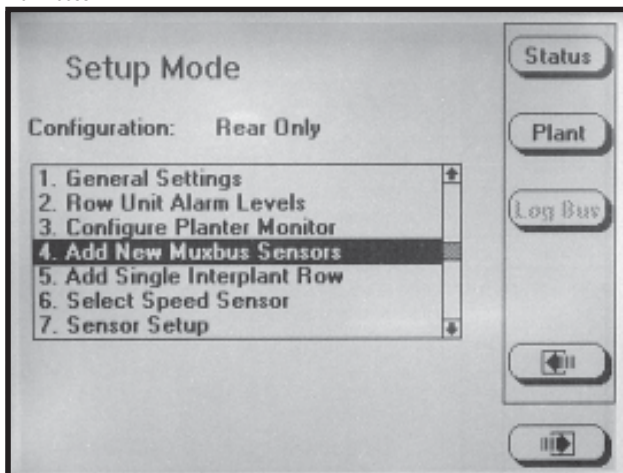 Setup Mode
Configuration: Rear Only
1. General Settings
2. Row Unit Alarm Levels
3. Configure Planter Monitor
4. Add New Muxbus Sensors
5. Add Single Interplant Row
6. Select Speed Sensor
7. Sensor Setup
Status
Plant
Log Buy